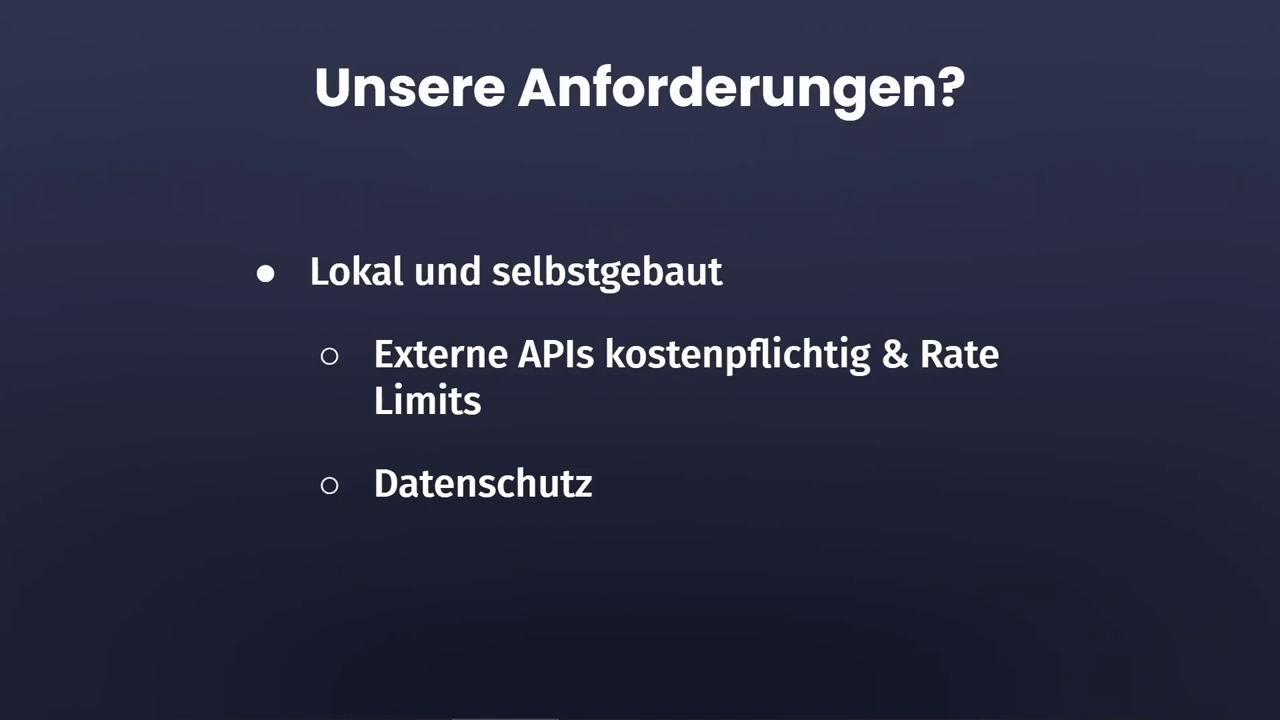 Unsere Anforderungen?
● Lokal und selbstgebaut
○ Externe APIs kostenpflichtig & Rate
Limits
○ Datenschutz